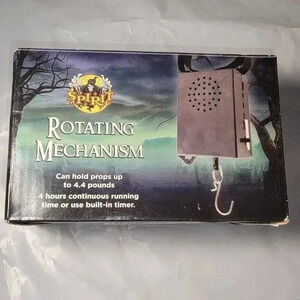 SPIRIT
ROTATING
MECHANISM
Can hold props up
to 4.4 pounds
4 hours continuous running
time or use built-in timer.